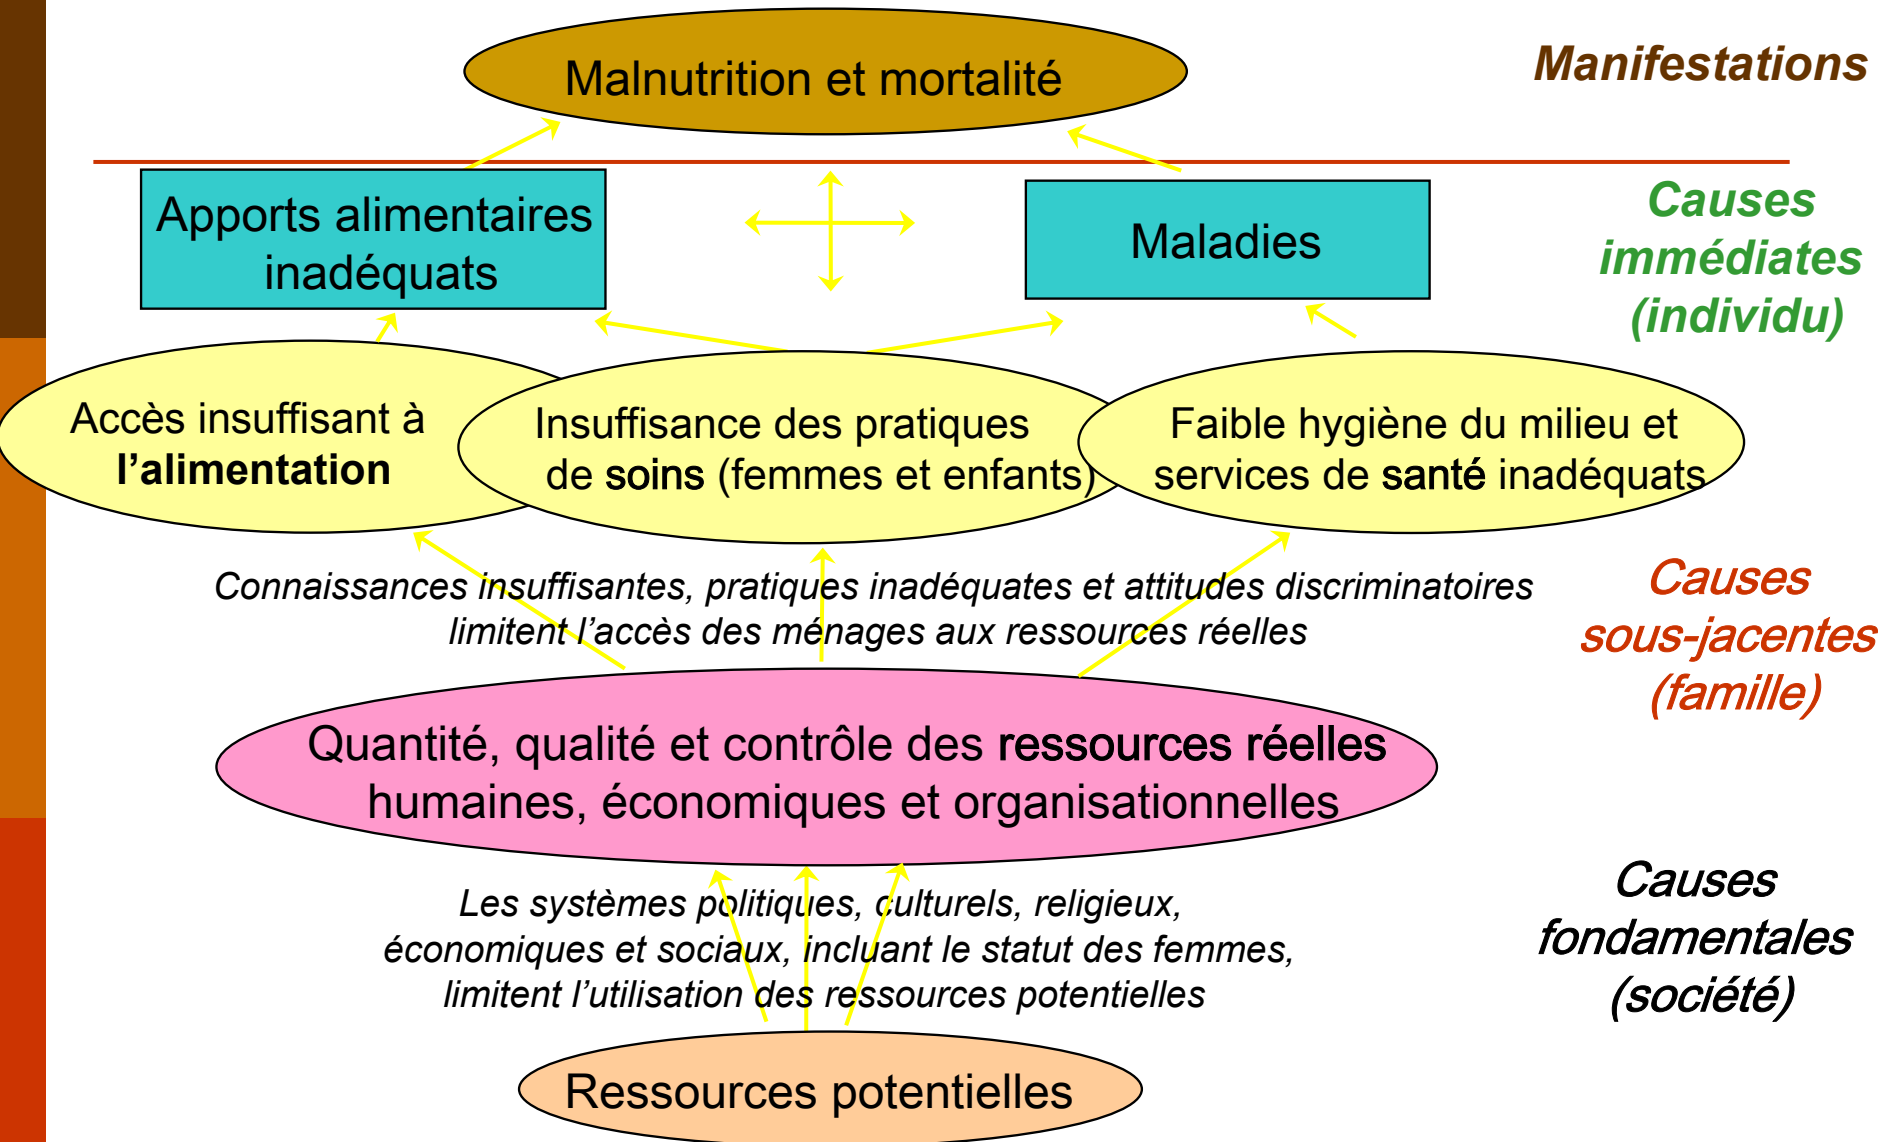 Malnutrition et mortalité
Manifestations
Apports alimentaires
inadéquats
Maladies
Causes
immédiates
(individu)
Accès insuffisant à
l’alimentation
Insuffisance des pratiques
de soins (femmes et enfants)
Faible hygiène du milieu et
services de santé inadéquats
Connaissances insuffisantes, pratiques inadéquates et attitudes discriminatoires
limitent l’accès des ménages aux ressources réelles
Causes
sous-jacentes
(famille)
Quantité, qualité et contrôle des ressources réelles
humaines, économiques et organisationnelles
Les systèmes politiques, culturels, religieux,
économiques et sociaux, incluant le statut des femmes,
limitent l’utilisation des ressources potentielles
Causes
fondamentales
(société)
Ressources potentielles